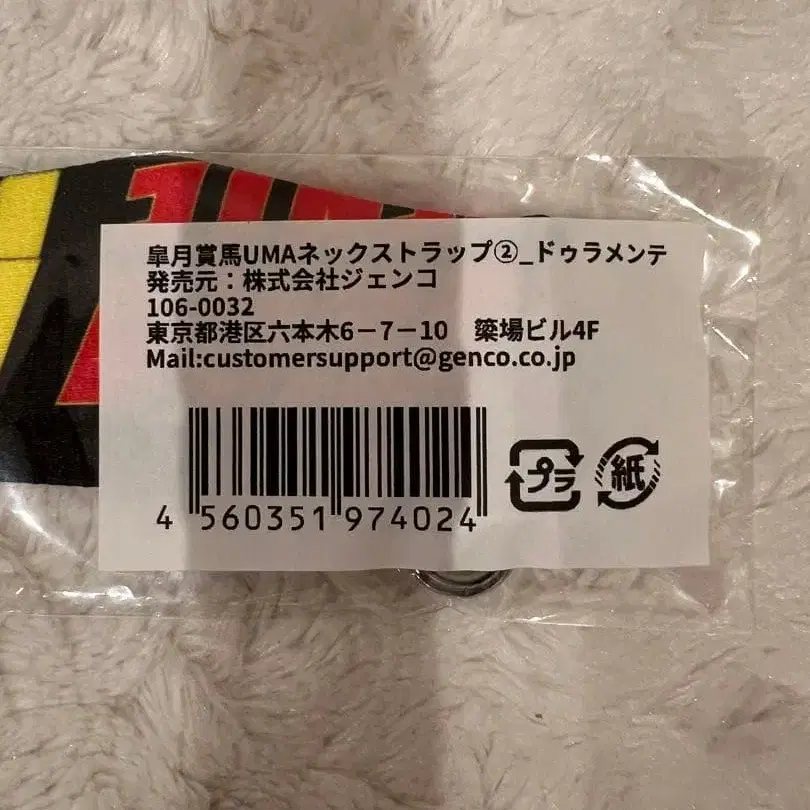 皐月賞馬UMAネックストラップ②_ドゥラメンテ
発売元：株式会社ジェンコ
106-0032
東京都港区六本木6－7－10　簗場ビル4F
Mail:customersupport@genco.co.jp
プラ
紙
4 560351 974024